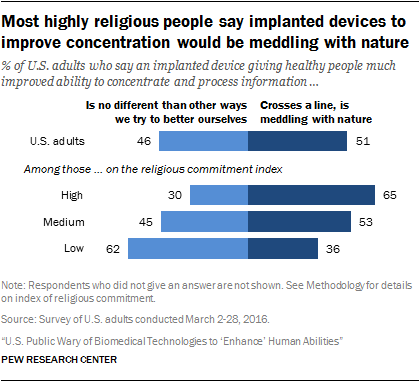 Most highly religious people say implanted devices to
improve concentration would be meddling with nature
% of U.S. adults who say an implanted device giving healthy people much
improved ability to concentrate and process information ...
Is no different than other ways
we try to better ourselves
Crosses a line, is
meddling with nature
U.S. adults 46 51
Among those ... on the religious commitment index
High 30 65
Medium 45 53
Low 62 36
Note: Respondents who did not give an answer are not shown. See Methodology for details
on index of religious commitment.
Source: Survey of U.S. adults conducted March 2-28, 2016.
“U.S. Public Wary of Biomedical Technologies to ‘Enhance’ Human Abilities”
PEW RESEARCH CENTER